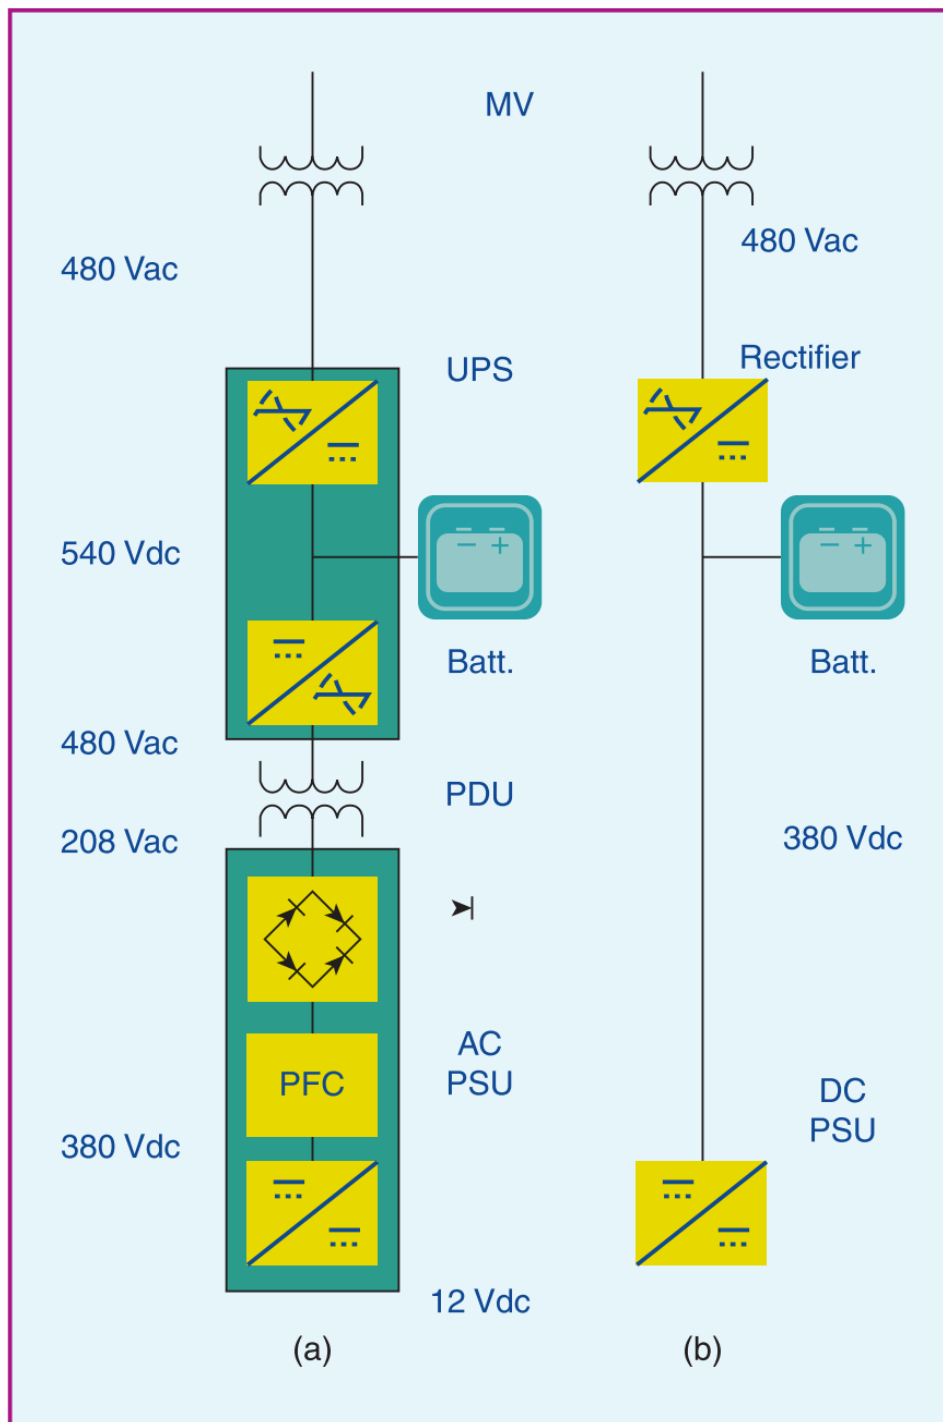 MV
480 Vac
480 Vac
Rectifier
UPS
540 Vdc
− +
− +
Batt.
Batt.
480 Vac
PDU
208 Vac
380 Vdc
AC
PSU
PFC
DC
PSU
380 Vdc
12 Vdc
(a)
(b)